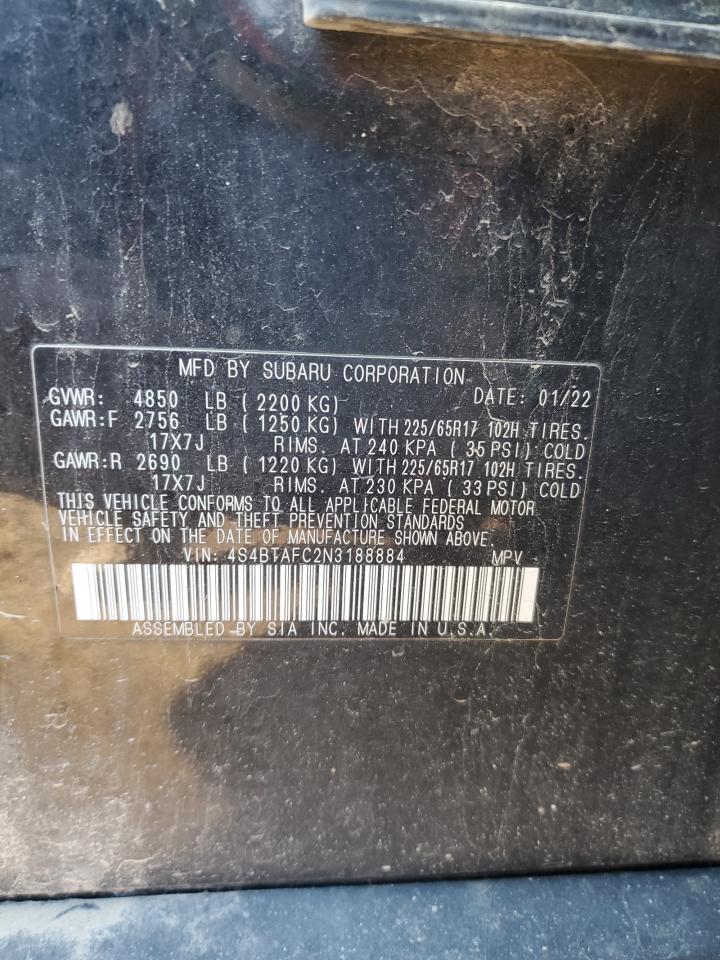 MFD BY SUBARU CORPORATION
GVWR: 4850 LB ( 2200 KG) DATE: 01/22
GAWR:F 2756 LB ( 1250 KG) WITH 225/65R17 102H TIRES.
17X7J RIMS. AT 240 KPA ( 35 PSI) COLD
GAWR:R 2690 LB ( 1220 KG) WITH 225/65R17 102H TIRES.
17X7J RIMS. AT 230 KPA ( 33 PSI) COLD
THIS VEHICLE CONFORMS TO ALL APPLICABLE FEDERAL MOTOR
VEHICLE SAFETY AND THEFT PREVENTION STANDARDS
IN EFFECT ON THE DATE OF MANUFACTURE SHOWN ABOVE.
VIN: 4S4BTAFC2N3188884 MPV
ASSEMBLED BY SIA INC. MADE IN U.S.A.